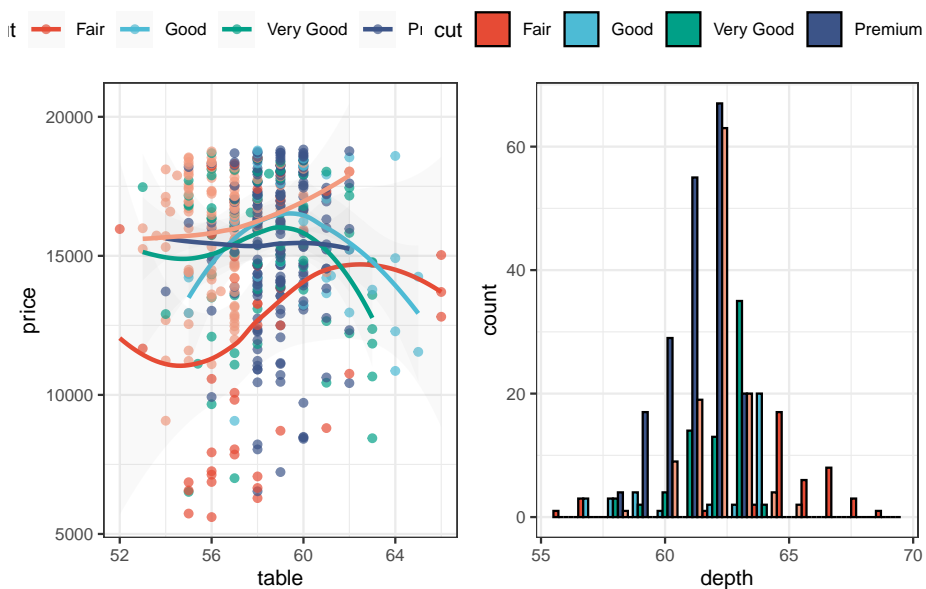 Fair Good Very Good
cut Fair Good Very Good Premium
20000
15000
10000
5000
price
52 56 60 64
table
60
40
20
0
count
55 60 65 70
depth